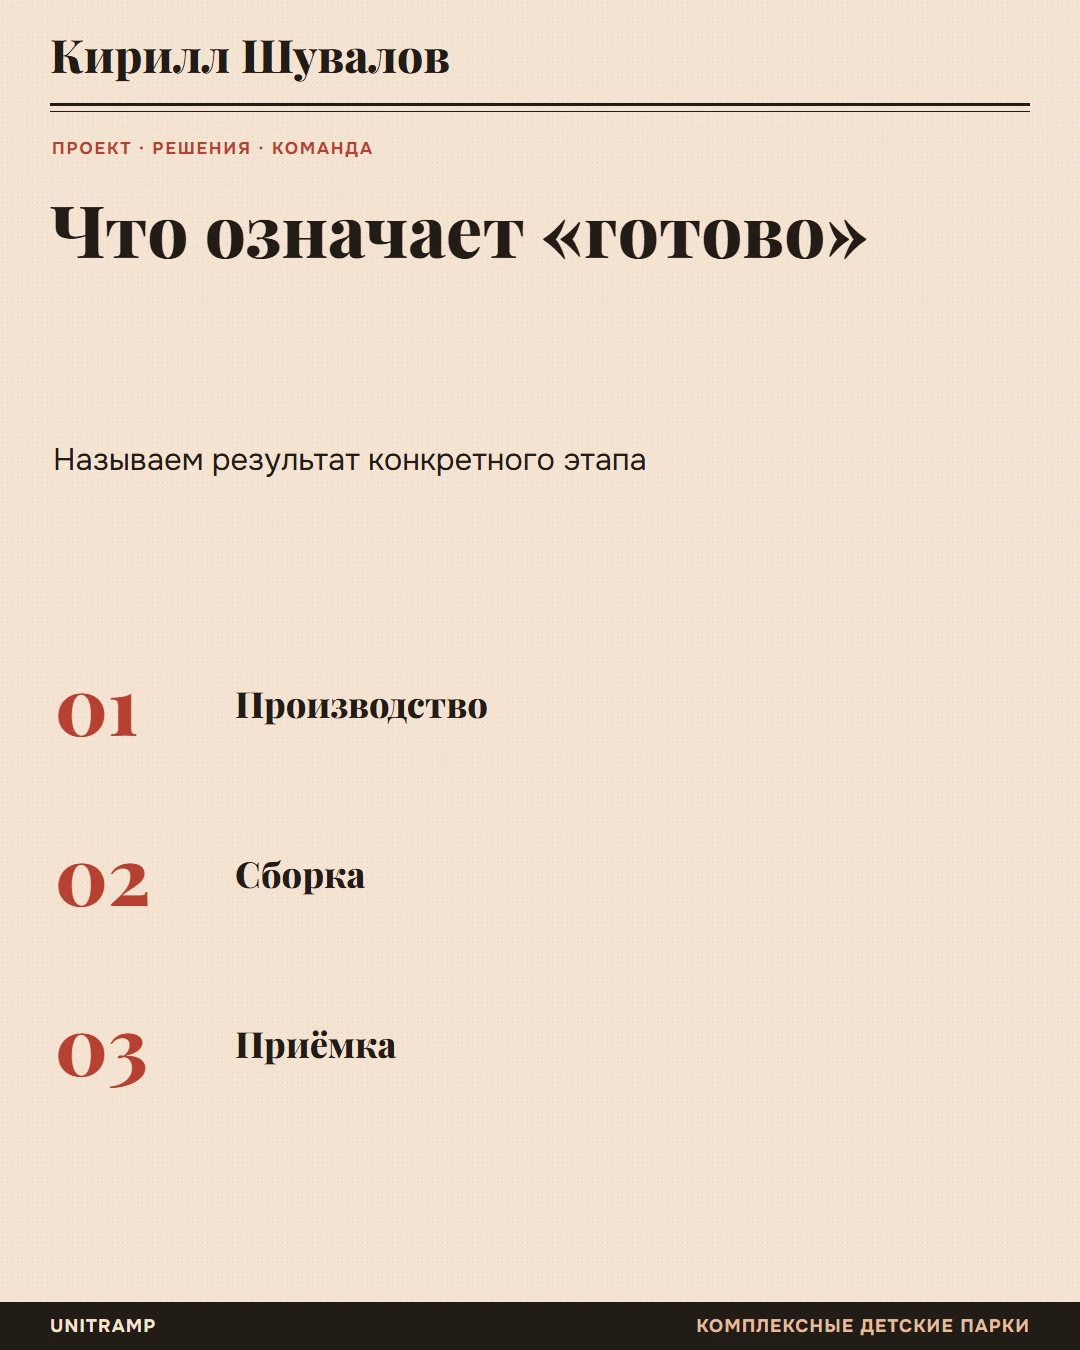 Кирилл Шувалов
ПРОЕКТ · РЕШЕНИЯ · КОМАНДА
Что означает «готово»
Называем результат конкретного этапа
01 Производство
02 Сборка
03 Приёмка
UNITRAMP КОМПЛЕКСНЫЕ ДЕТСКИЕ ПАРКИ